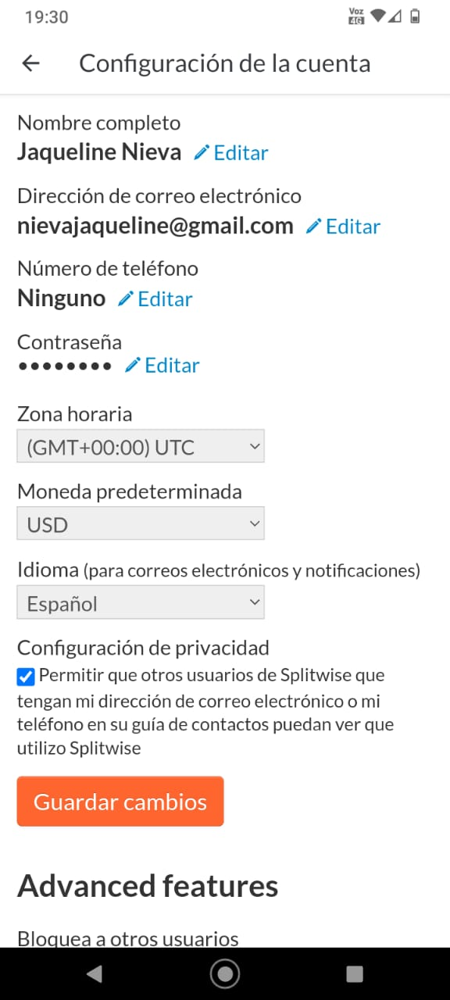 19:30
Voz
4G
Configuración de la cuenta
Nombre completo
Jaqueline Nieva Editar
Dirección de correo electrónico
nievajaqueline@gmail.com Editar
Número de teléfono
Ninguno Editar
Contraseña
•••••••• Editar
Zona horaria
(GMT+00:00) UTC
Moneda predeterminada
USD
Idioma (para correos electrónicos y notificaciones)
Español
Configuración de privacidad
Permitir que otros usuarios de Splitwise que
tengan mi dirección de correo electrónico o mi
teléfono en su guía de contactos puedan ver que
utilizo Splitwise
Guardar cambios
Advanced features
Bloquea a otros usuarios